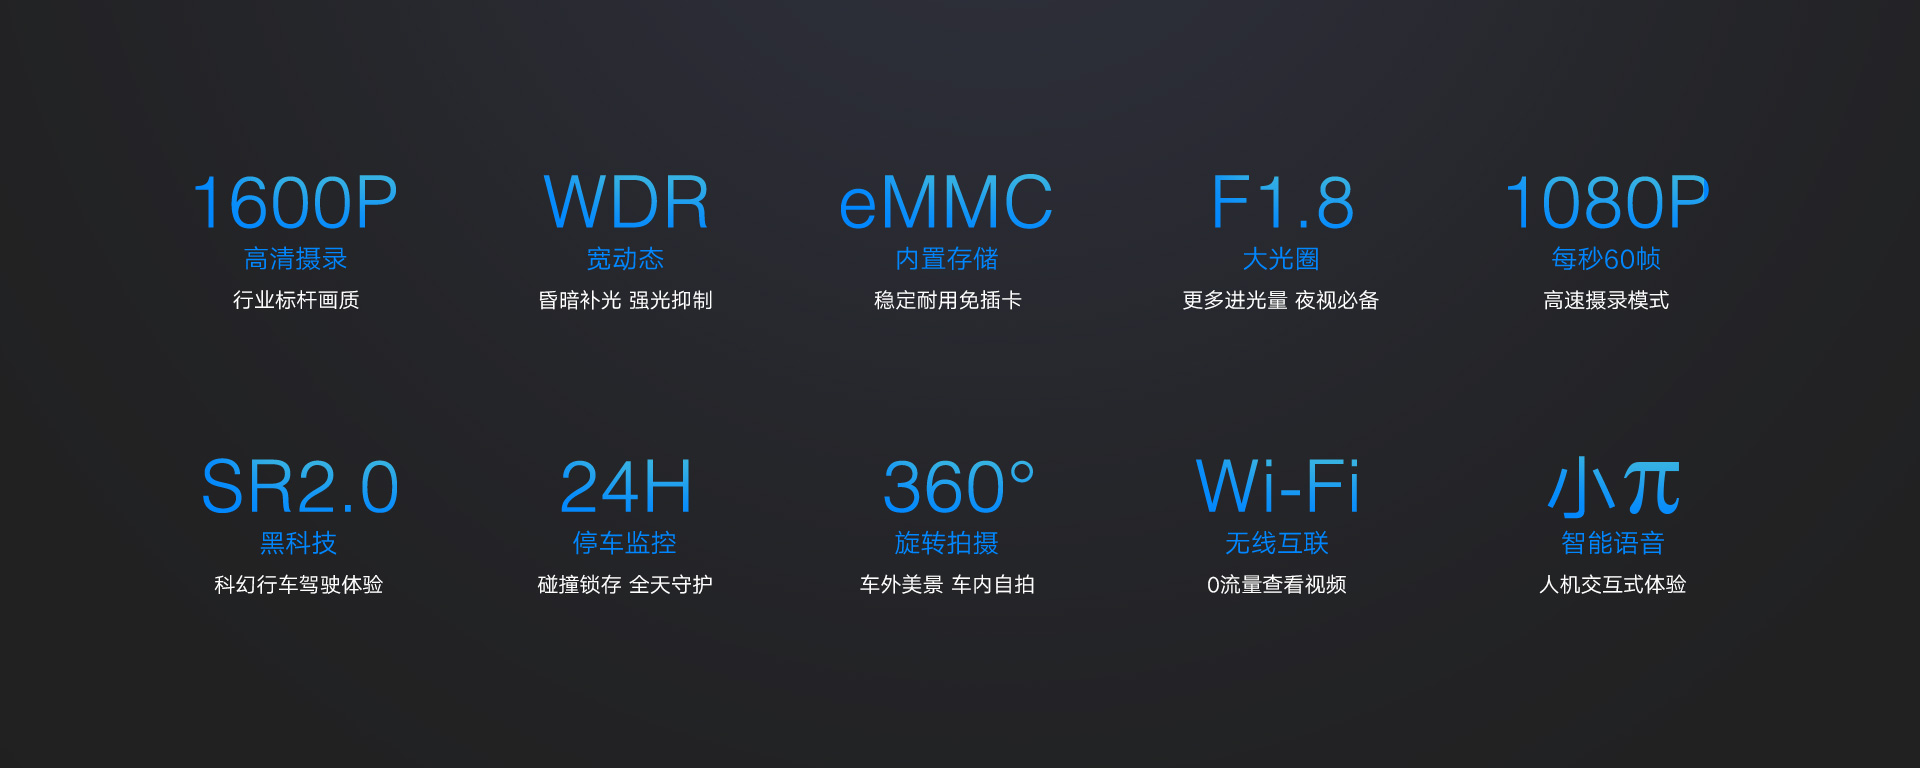 1600P
高清摄录
行业标杆画质
WDR
宽动态
昏暗补光 强光抑制
eMMC
内置存储
稳定耐用免插卡
F1.8
大光圈
更多进光量 夜视必备
1080P
每秒60帧
高速摄录模式
SR2.0
黑科技
科幻行车驾驶体验
24H
停车监控
碰撞锁存 全天守护
360°
旋转拍摄
车外美景 车内自拍
Wi-Fi
无线互联
0流量查看视频
小π
智能语音
人机交互式体验